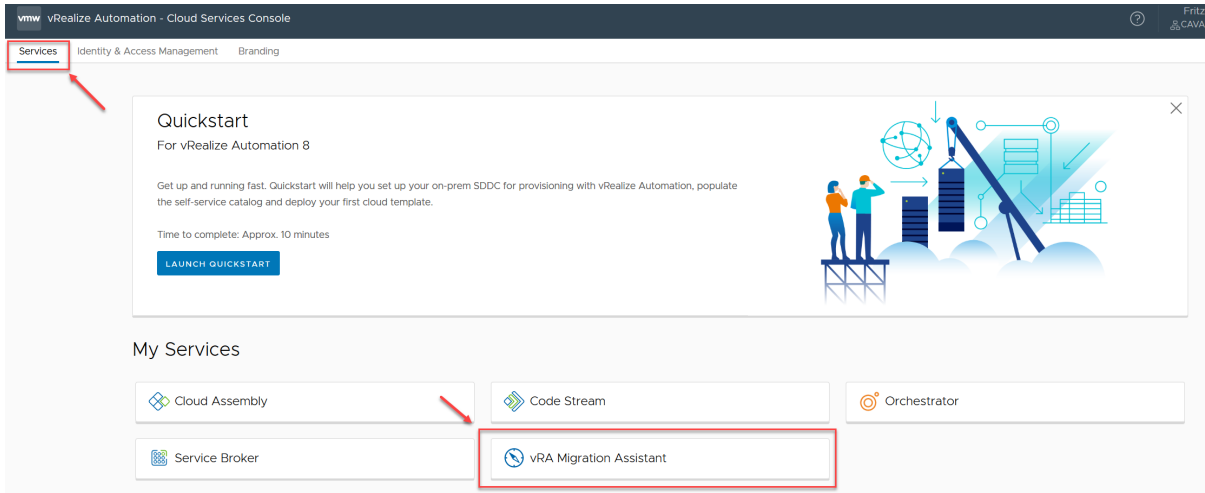 vmw vRealize Automation - Cloud Services Console
Fritz
CAVA
Services Identity & Access Management Branding
Quickstart
For vRealize Automation 8
Get up and running fast. Quickstart will help you set up your on-prem SDDC for provisioning with vRealize Automation, populate
the self-service catalog and deploy your first cloud template.
Time to complete: Approx. 10 minutes
LAUNCH QUICKSTART
My Services
Cloud Assembly
Code Stream
Orchestrator
Service Broker
vRA Migration Assistant